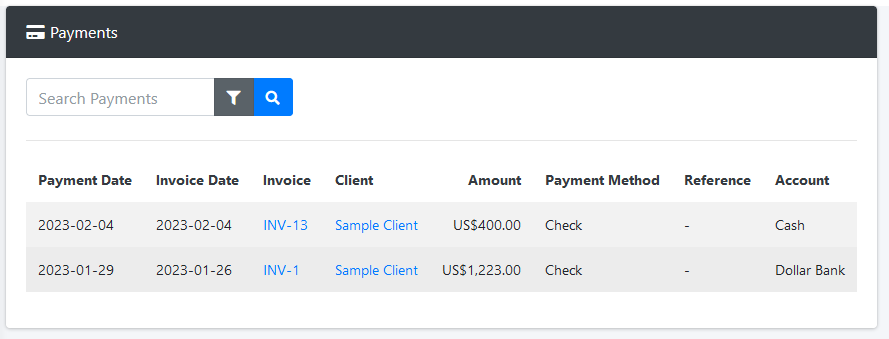 Payments
Search Payments
Payment Date Invoice Date Invoice Client Amount Payment Method Reference Account
2023-02-04 2023-02-04 INV-13 Sample Client US$400.00 Check - Cash
2023-01-29 2023-01-26 INV-1 Sample Client US$1,223.00 Check - Dollar Bank